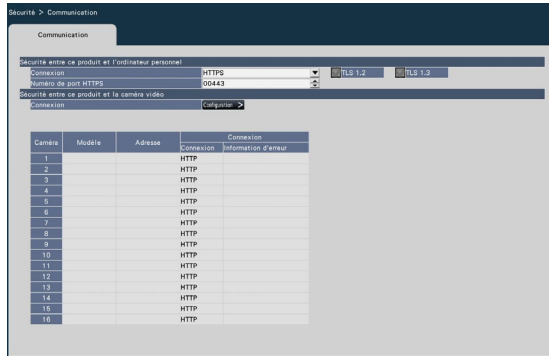 Sécurité > Communication
Communication
Sécurité entre ce produit et l'ordinateur personnel
Connexion HTTPS TLS 1.2 TLS 1.3
Numéro de port HTTPS 00443
Sécurité entre ce produit et la caméra vidéo
Connexion Configuration >
Caméra Modèle Adresse Connexion
Connexion Information d'erreur
1 HTTP
2 HTTP
3 HTTP
4 HTTP
5 HTTP
6 HTTP
7 HTTP
8 HTTP
9 HTTP
10 HTTP
11 HTTP
12 HTTP
13 HTTP
14 HTTP
15 HTTP
16 HTTP